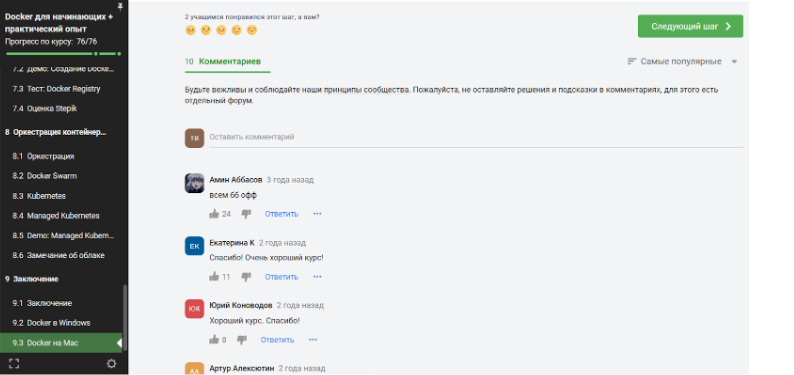 Docker для начинающих +
практический опыт
Прогресс по курсу: 76/76
7.2 Демо: Создание Docke...
7.3 Тест: Docker Registry
7.4 Оценка Stepik
8 Оркестрация контейнер...
8.1 Оркестрация
8.2 Docker Swarm
8.3 Kubernetes
8.4 Managed Kubernetes
8.5 Demo: Managed Kubern...
8.6 Замечание об облаке
9 Заключение
9.1 Заключение
9.2 Docker в Windows
9.3 Docker на Mac
2 учащимся понравился этот шаг, а вам?
Следующий шаг
10 Комментариев
Самые популярные
Будьте вежливы и соблюдайте наши принципы сообщества. Пожалуйста, не оставляйте решения и подсказки в комментариях, для этого есть
отдельный форум.
ТВ
Оставить комментарий
Амин Аббасов 3 года назад
всем бб офф
24 Ответить ...
ЕК
Екатерина К 2 года назад
Спасибо! Очень хороший курс!
11 Ответить ...
ЮК
Юрий Коноводов 2 года назад
Хороший курс. Спасибо!
8 Ответить ...
АА
Артур Алексютин 2 года назад